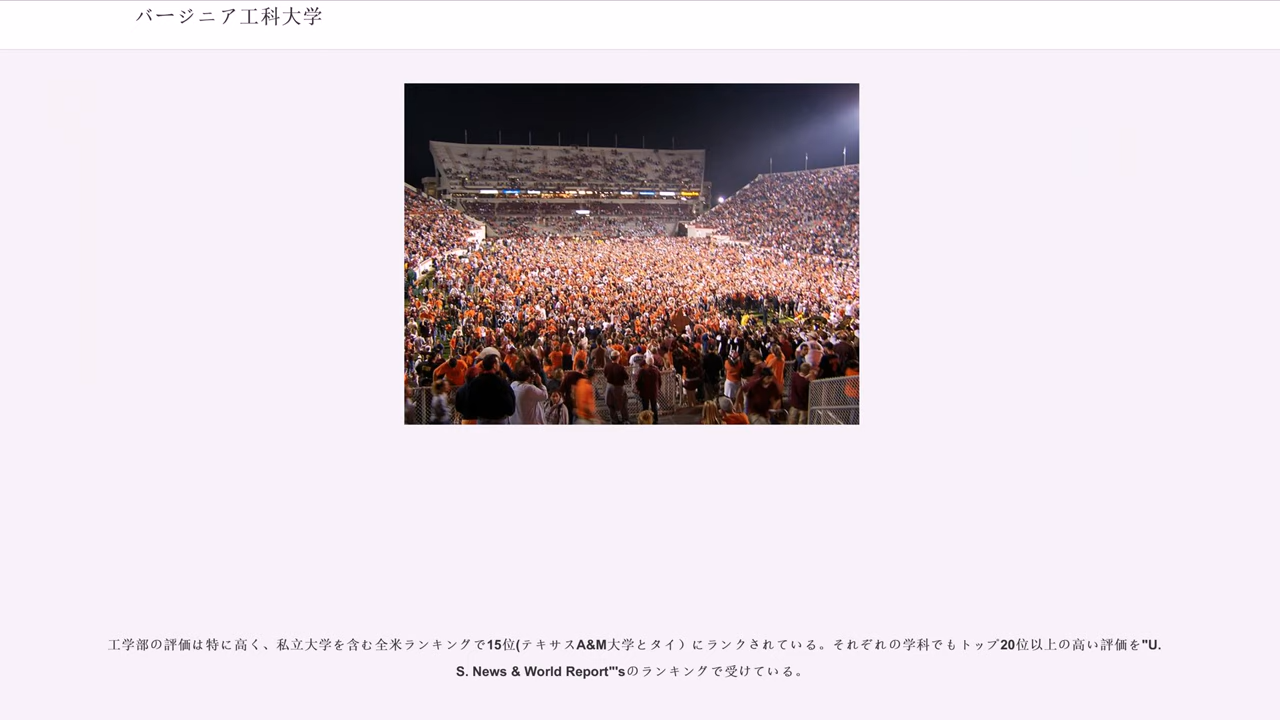 バージニア工科大学
工学部の評価は特に高く、私立大学を含む全米ランキングで15位(テキサスA&M大学とタイ）にランクされている。それぞれの学科でもトップ20位以上の高い評価を"U.
S. News & World Report"'sのランキングで受けている。